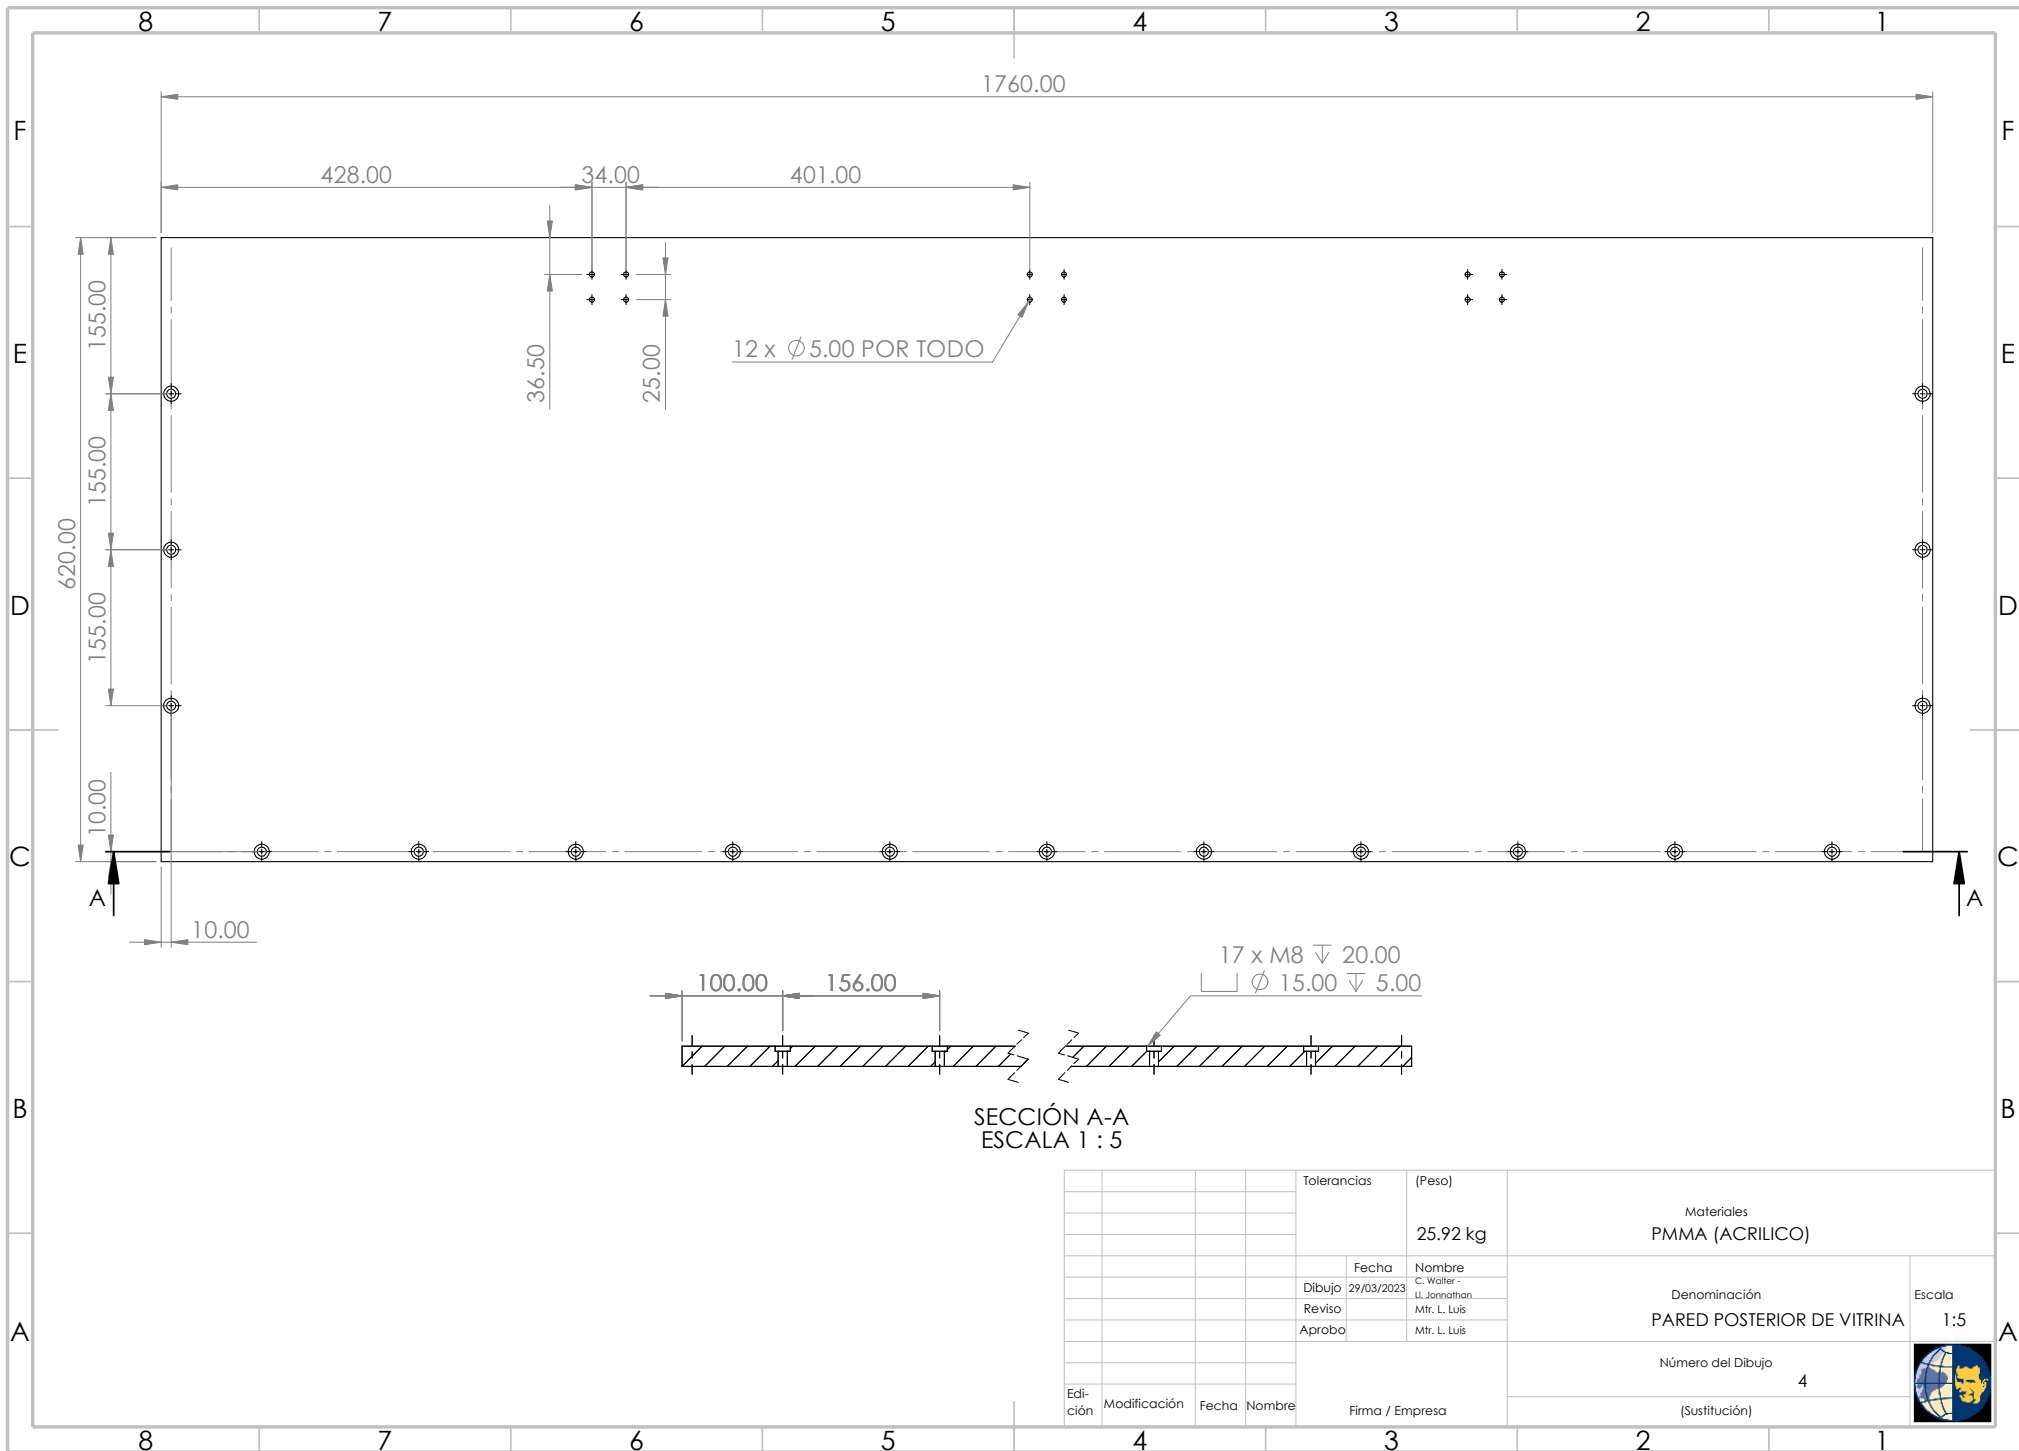 8 7 6 5 4 3 2 1
1760.00
F F
428.00 34.00 401.00
155.00
36.50
25.00
12 x ∅5.00 POR TODO
E E
155.00
620.00
155.00
D D
10.00
C C
A A
10.00
17 x M8 ↧ 20.00
⌴ ∅ 15.00 ↧ 5.00
100.00 156.00
SECCIÓN A-A
ESCALA 1 : 5
B B
Tolerancias (Peso)
25.92 kg
Materiales
PMMA (ACRILICO)
Fecha Nombre
Dibujo 29/03/2023 C. Walter -
Ll. Jonnathan
Reviso Mtr. L. Luis
Aprobo Mtr. L. Luis
Denominación
PARED POSTERIOR DE VITRINA
Escala
1:5
A A
Número del Dibujo
4
Edi-
ción Modificación Fecha Nombre
Firma / Empresa
(Sustitución)
8 7 6 5 4 3 2 1